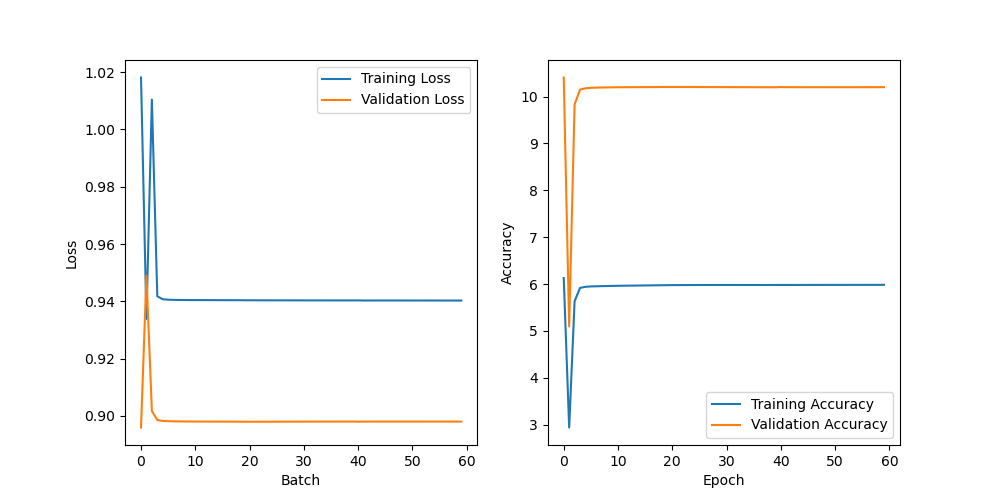 Training Loss
Validation Loss
1.02
1.00
0.98
0.96
0.94
0.92
0.90
Loss
0 10 20 30 40 50 60
Batch
10
9
8
7
6
5
4
3
Accuracy
Training Accuracy
Validation Accuracy
0 10 20 30 40 50 60
Epoch